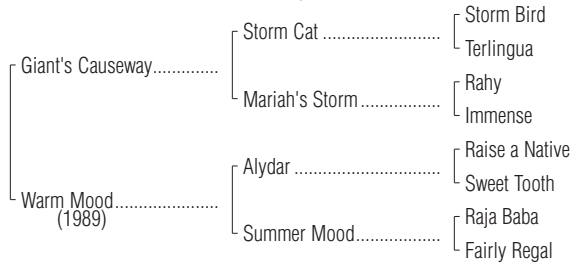 Storm Bird
Storm Cat ........................
Terlingua
Giant's Causeway..............
Rahy
Mariah's Storm.................
Immense
Raise a Native
Alydar .............................
Sweet Tooth
Warm Mood......................
(1989)
Raja Baba
Summer Mood..................
Fairly Regal